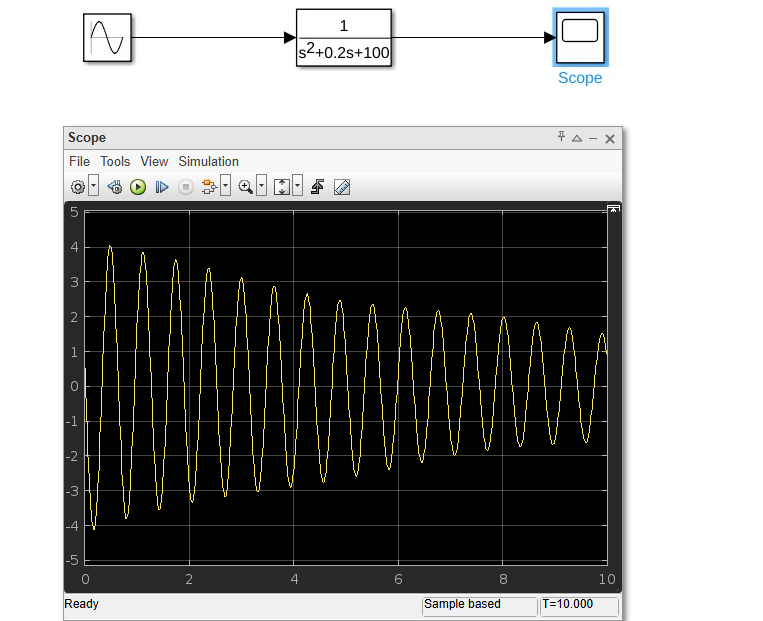 1
s2+0.2s+100
Scope
Scope
File Tools View Simulation
5
4
3
2
1
0
-1
-2
-3
-4
-5
0 2 4 6 8 10
Ready Sample based T=10.000